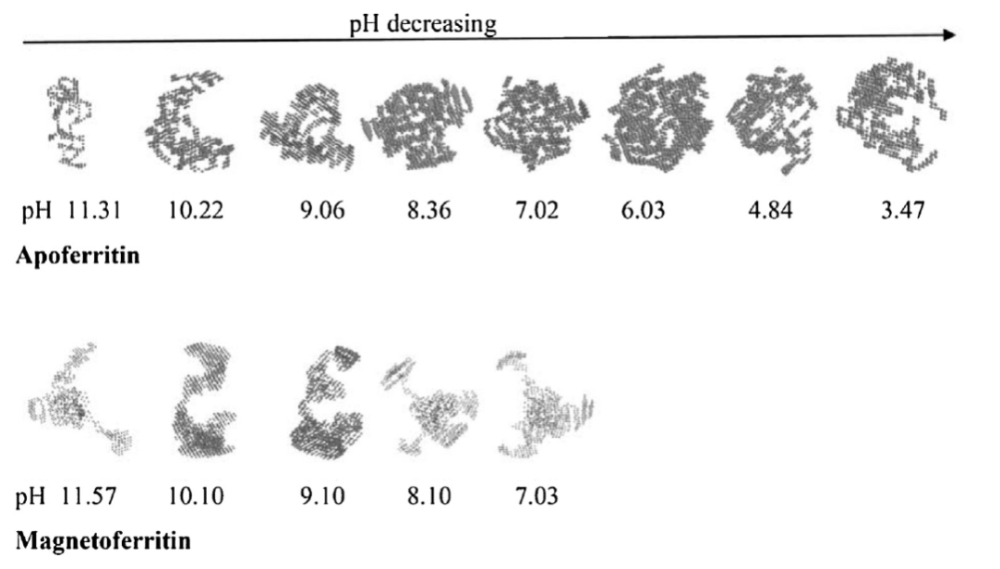 pH decreasing
pH 11.31 10.22 9.06 8.36 7.02 6.03 4.84 3.47
Apoferritin
pH 11.57 10.10 9.10 8.10 7.03
Magnetoferritin